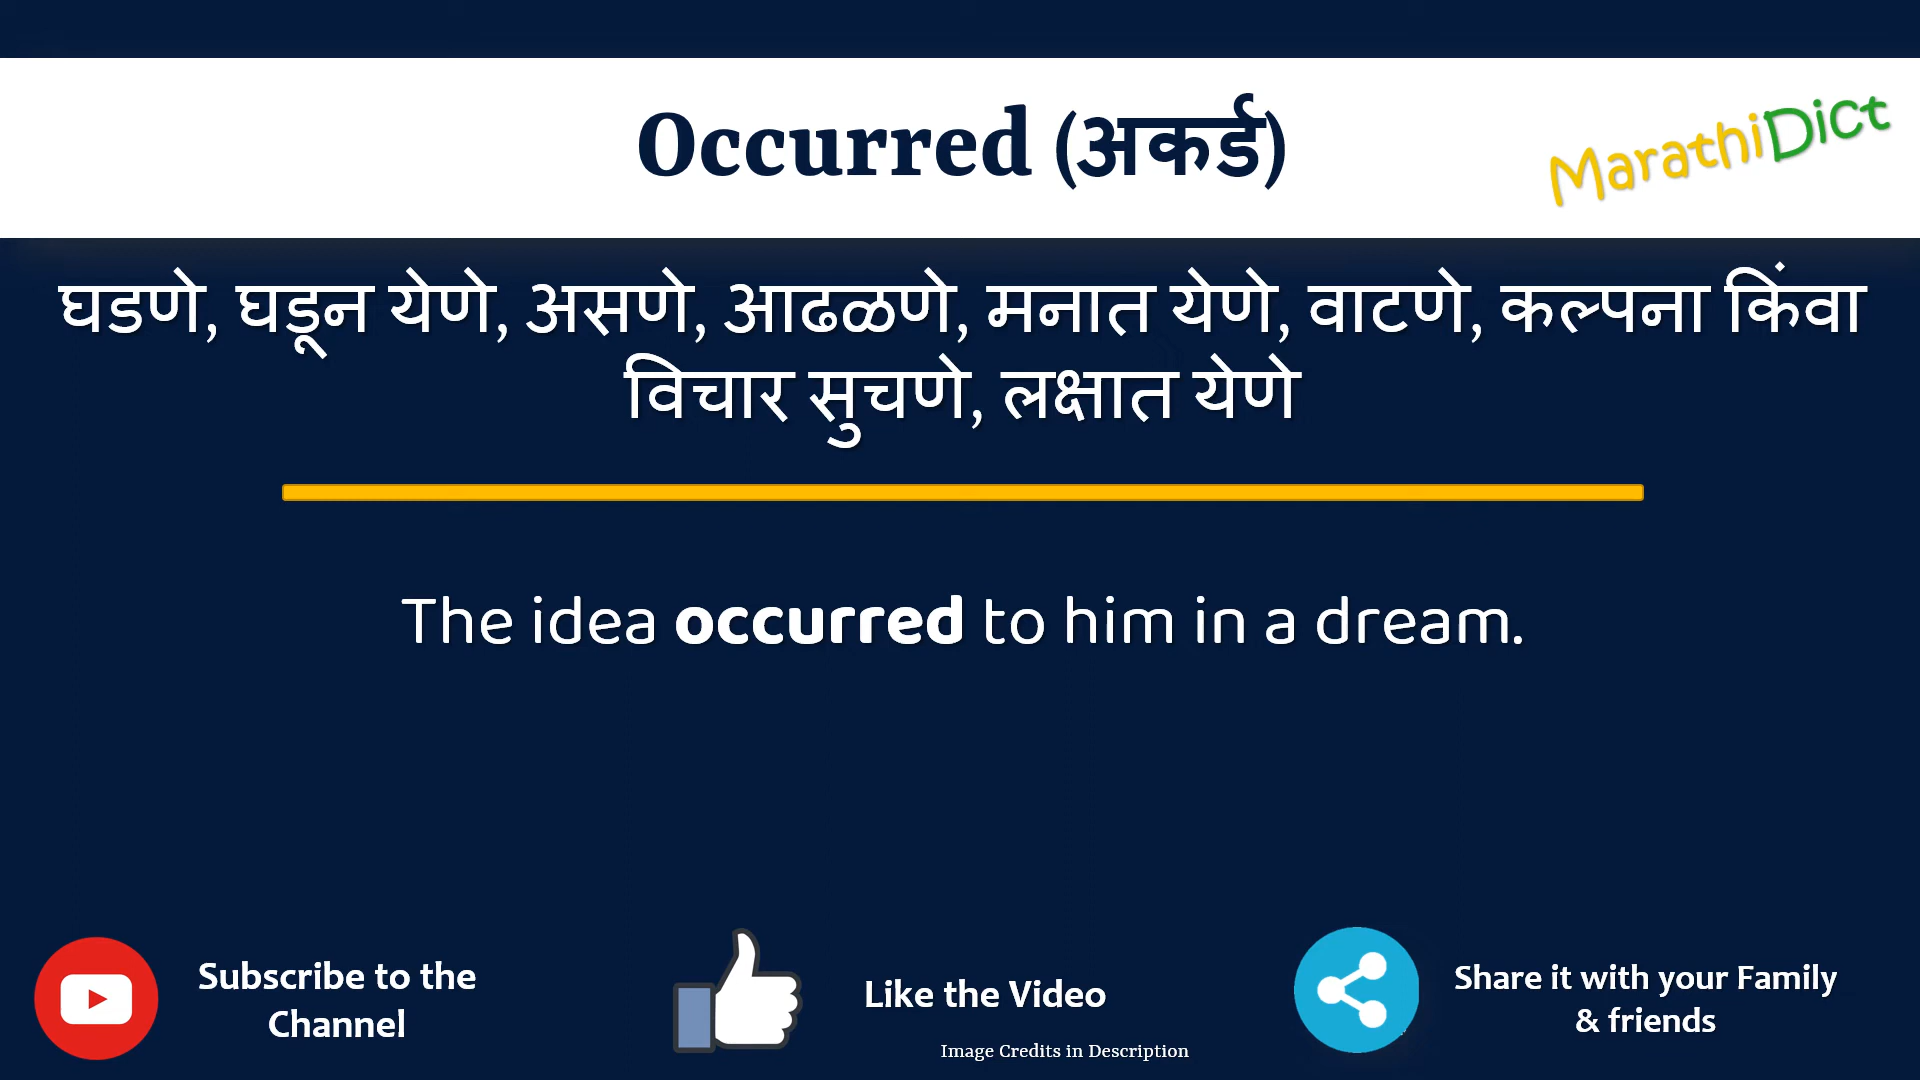 Occurred (अकर्ड)
MarathiDict
घडणे, घडून येणे, असणे, आढळणे, मनात येणे, वाटणे, कल्पना किंवा
विचार सुचणे, लक्षात येणे
The idea occurred to him in a dream.
Subscribe to the
Channel
Like the Video
Share it with your Family
& friends
Image Credits in Description